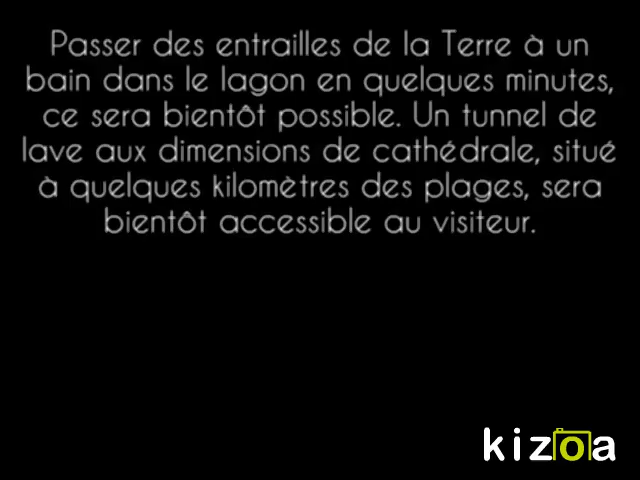 Passer des entrailles de la Terre à un
bain dans le lagon en quelques minutes,
ce sera bientôt possible. Un tunnel de
lave aux dimensions de cathédrale, situé
à quelques kilomètres des plages, sera
bientôt accessible au visiteur.
kizoa